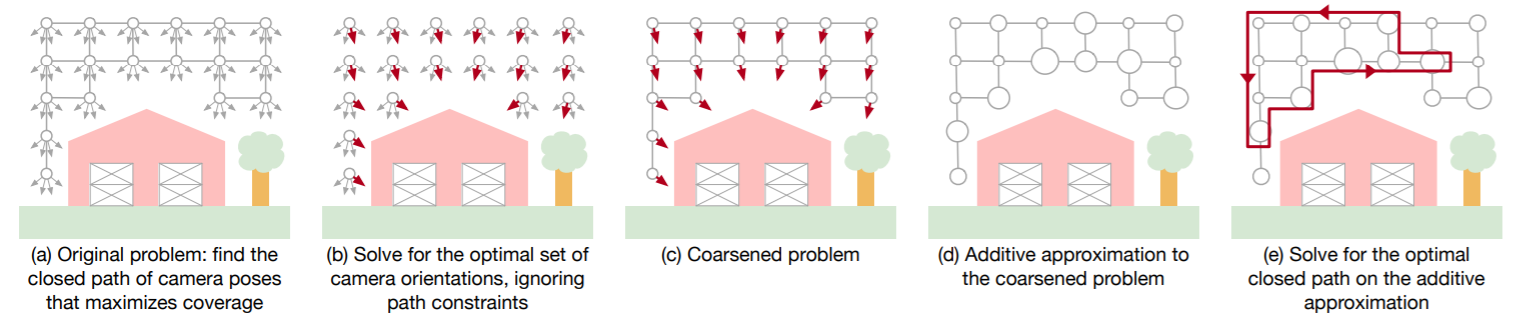 (a) Original problem: find the
closed path of camera poses
that maximizes coverage
(b) Solve for the optimal set of
camera orientations, ignoring
path constraints
(c) Coarsened problem
(d) Additive approximation to
the coarsened problem
(e) Solve for the optimal
closed path on the additive
approximation